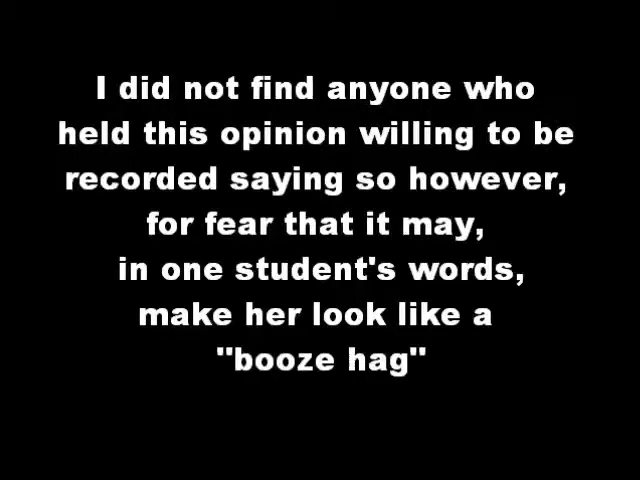 I did not find anyone who
held this opinion willing to be
recorded saying so however,
for fear that it may,
in one student's words,
make her look like a
"booze hag"